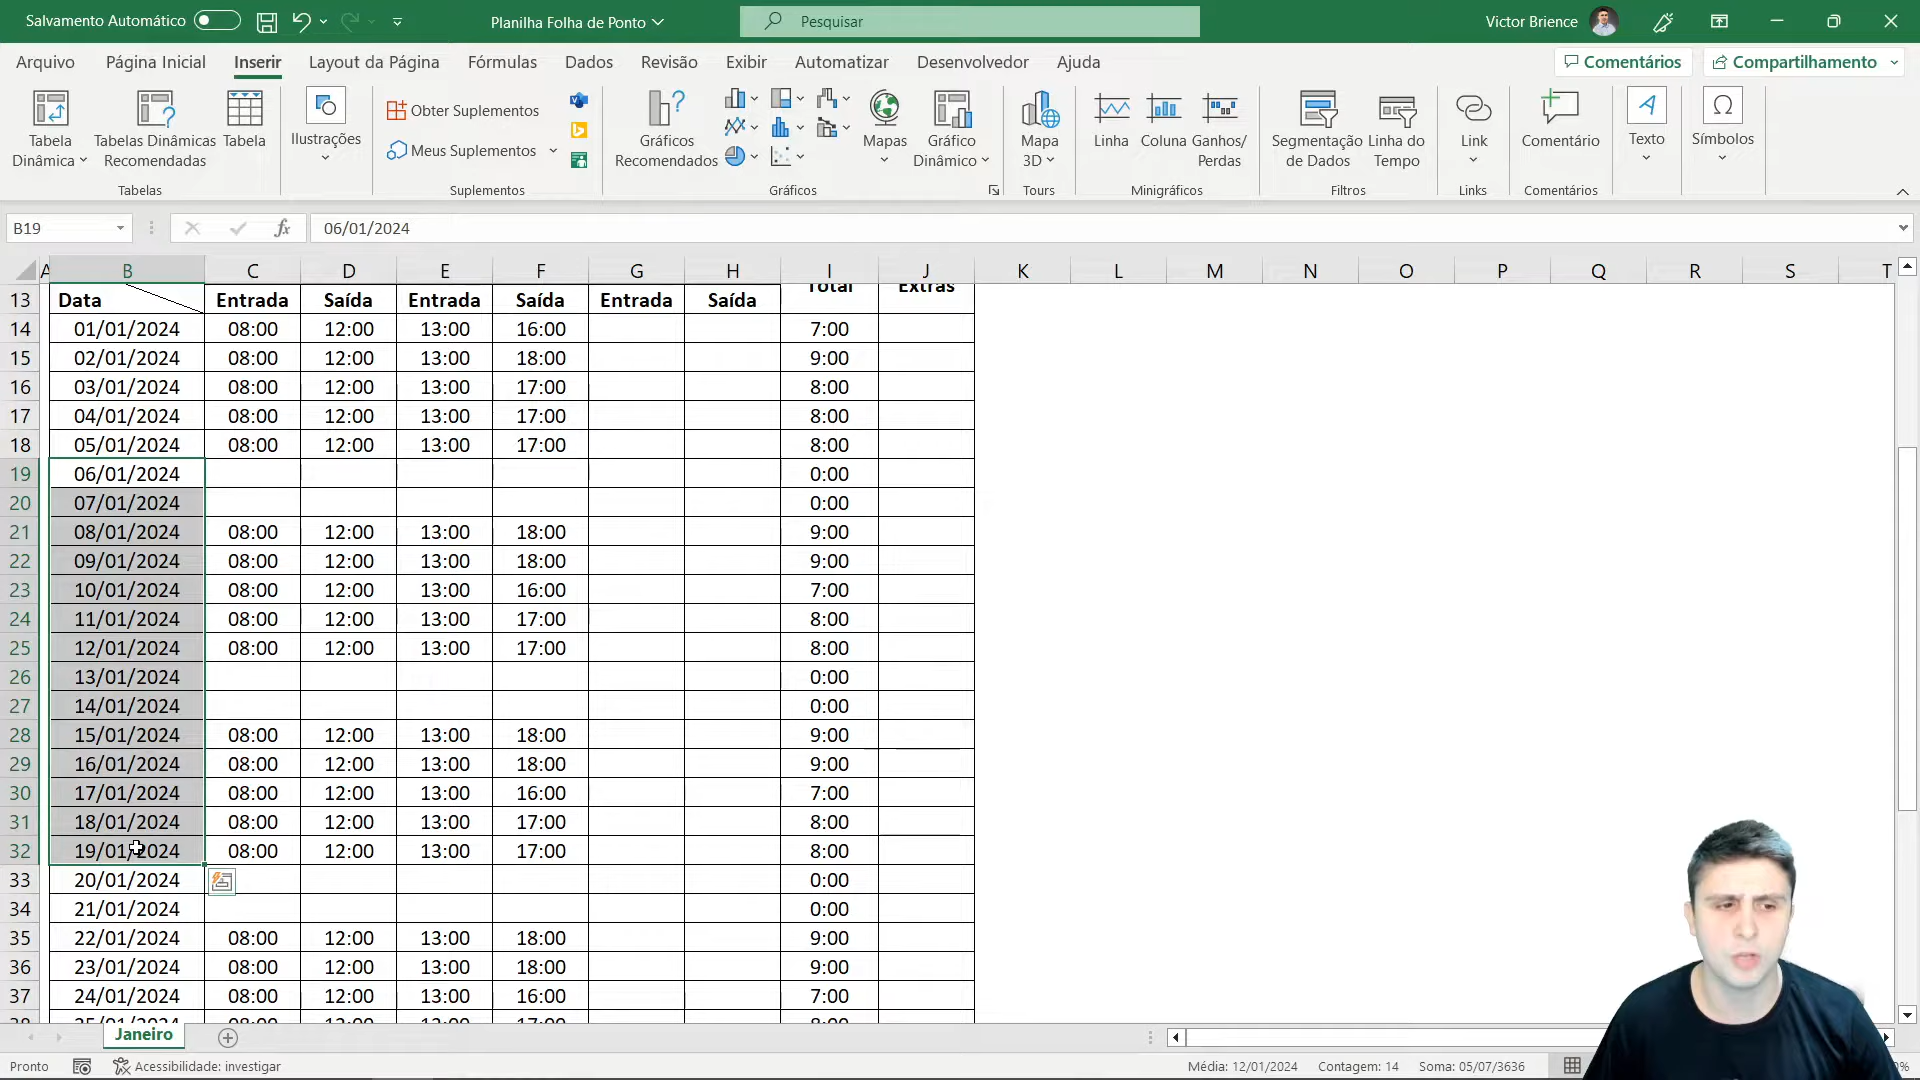 Salvamento Automático
Planilha Folha de Ponto
Pesquisar
Victor Brience
Arquivo Página Inicial Inserir Layout da Página Fórmulas Dados Revisão Exibir Automatizar Desenvolvedor Ajuda
Comentários Compartilhamento
Tabela Dinâmica
Tabelas Dinâmicas Recomendadas
Tabela
Tabelas
Ilustrações
Obter Suplementos
Meus Suplementos
Suplementos
Gráficos Recomendados
Mapas
Gráfico Dinâmico
Gráficos
Mapa 3D
Tours
Linha
Coluna
Ganhos/ Perdas
Minigráficos
Segmentação de Dados
Linha do Tempo
Filtros
Link
Links
Comentário
Comentários
Texto
Símbolos
B19 fx 06/01/2024
A B C D E F G H I J K L M N O P Q R S T
13 Data Entrada Saída Entrada Saída Entrada Saída Total Extras
14 01/01/2024 08:00 12:00 13:00 16:00 7:00
15 02/01/2024 08:00 12:00 13:00 18:00 9:00
16 03/01/2024 08:00 12:00 13:00 17:00 8:00
17 04/01/2024 08:00 12:00 13:00 17:00 8:00
18 05/01/2024 08:00 12:00 13:00 17:00 8:00
19 06/01/2024 0:00
20 07/01/2024 0:00
21 08/01/2024 08:00 12:00 13:00 18:00 9:00
22 09/01/2024 08:00 12:00 13:00 18:00 9:00
23 10/01/2024 08:00 12:00 13:00 16:00 7:00
24 11/01/2024 08:00 12:00 13:00 17:00 8:00
25 12/01/2024 08:00 12:00 13:00 17:00 8:00
26 13/01/2024 0:00
27 14/01/2024 0:00
28 15/01/2024 08:00 12:00 13:00 18:00 9:00
29 16/01/2024 08:00 12:00 13:00 18:00 9:00
30 17/01/2024 08:00 12:00 13:00 16:00 7:00
31 18/01/2024 08:00 12:00 13:00 17:00 8:00
32 19/01/2024 08:00 12:00 13:00 17:00 8:00
33 20/01/2024 0:00
34 21/01/2024 0:00
35 22/01/2024 08:00 12:00 13:00 18:00 9:00
36 23/01/2024 08:00 12:00 13:00 18:00 9:00
37 24/01/2024 08:00 12:00 13:00 16:00 7:00
Janeiro
Pronto Acessibilidade: investigar Média: 12/01/2024 Contagem: 14 Soma: 05/07/3636